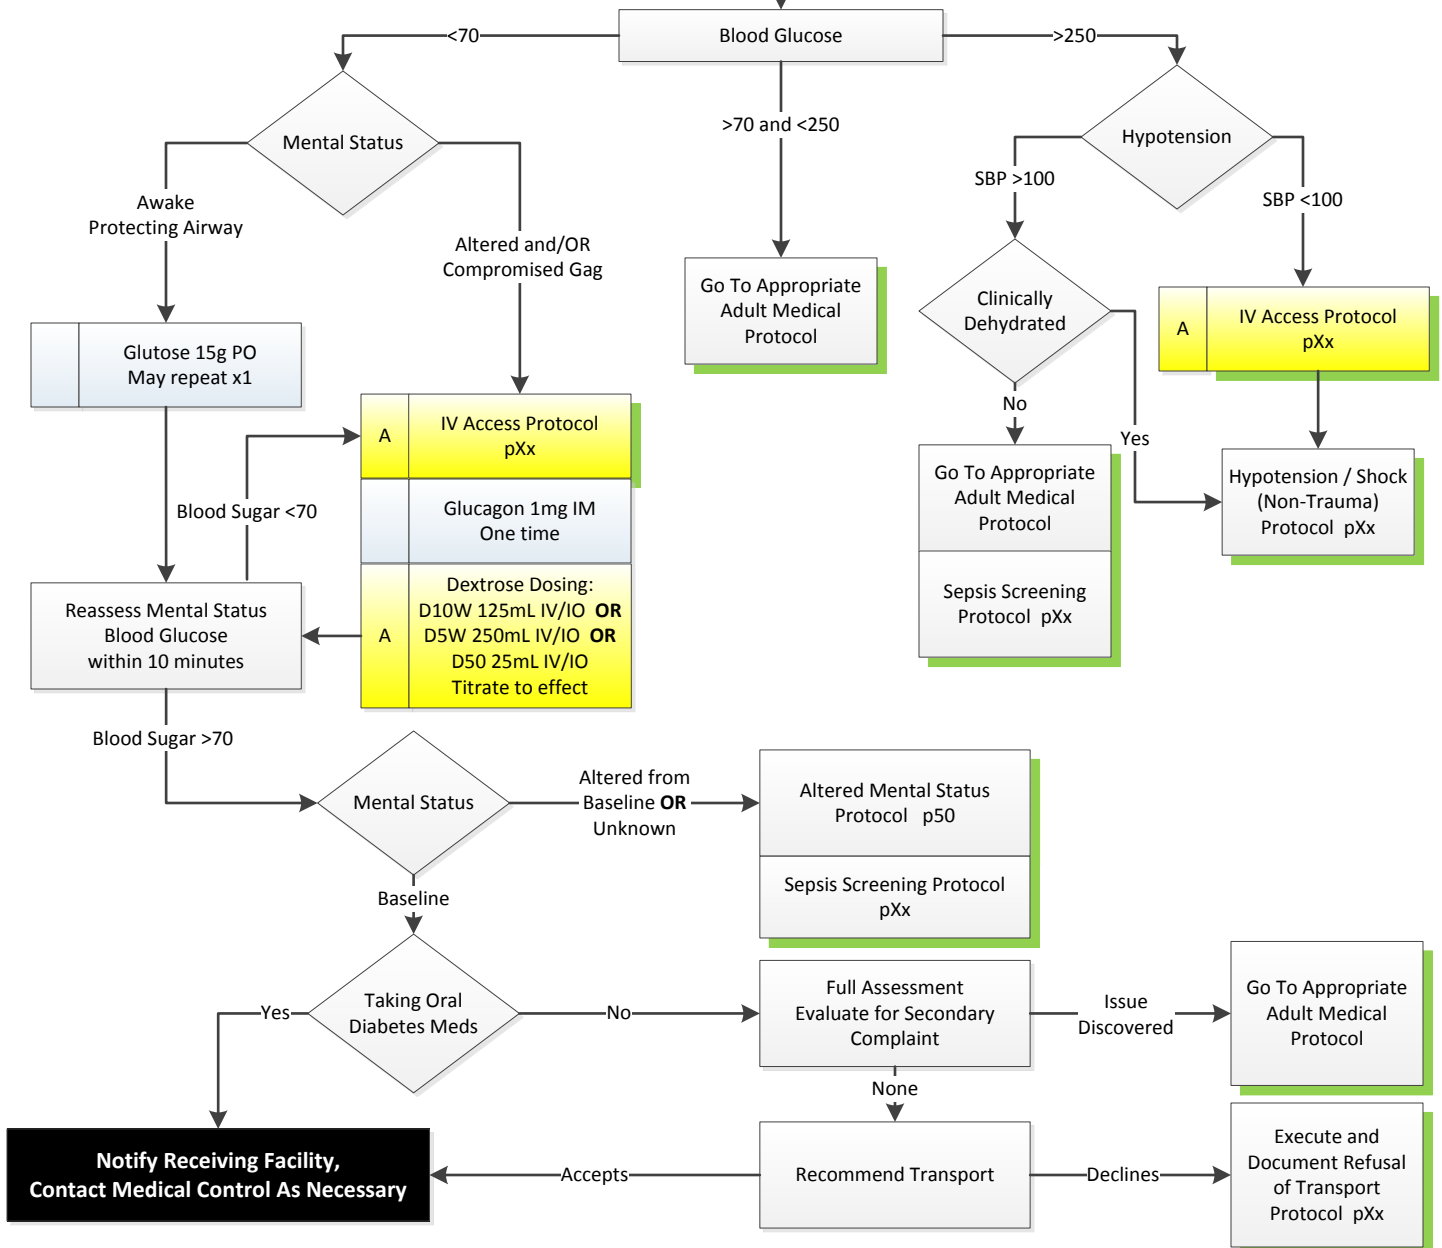 Blood Glucose
<70
>250
>70 and <250
Mental Status
Hypotension
Awake
Protecting Airway
Altered and/OR
Compromised Gag
SBP >100
SBP <100
Go To Appropriate
Adult Medical
Protocol
Clinically
Dehydrated
A
IV Access Protocol
pXx
Glutose 15g PO
May repeat x1
No
Yes
A
IV Access Protocol
pXx
Glucagon 1mg IM
One time
A
Dextrose Dosing:
D10W 125mL IV/IO OR
D5W 250mL IV/IO OR
D50 25mL IV/IO
Titrate to effect
Blood Sugar <70
Go To Appropriate
Adult Medical
Protocol
Sepsis Screening
Protocol pXx
Hypotension / Shock
(Non-Trauma)
Protocol pXx
Reassess Mental Status
Blood Glucose
within 10 minutes
Blood Sugar >70
Mental Status
Altered from
Baseline OR
Unknown
Altered Mental Status
Protocol p50
Sepsis Screening Protocol
pXx
Baseline
Taking Oral
Diabetes Meds
Yes
No
Full Assessment
Evaluate for Secondary
Complaint
Issue
Discovered
Go To Appropriate
Adult Medical
Protocol
None
Notify Receiving Facility,
Contact Medical Control As Necessary
Accepts
Recommend Transport
Declines
Execute and
Document Refusal
of Transport
Protocol pXx